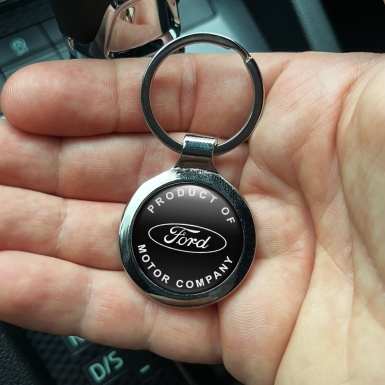 PRODUCT OF
Ford
MOTOR COMPANY
D/S